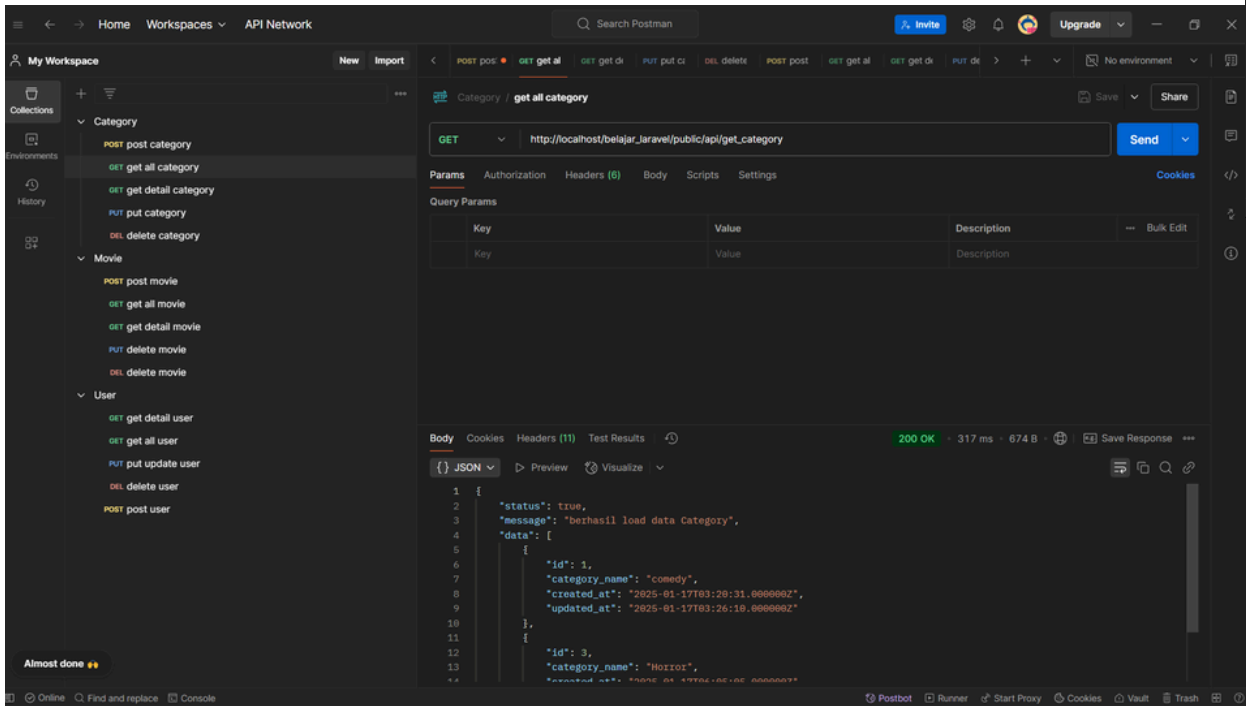 Home Workspaces API Network Search Postman Invite Upgrade
My Workspace New Import POST pos GET get al GET get de PUT put ca DEL delete POST post GET get al GET get de PUT de No environment
Collections
Environments
History
Category
POST post category
GET get all category
GET get detail category
PUT put category
DEL delete category
Movie
POST post movie
GET get all movie
GET get detail movie
PUT delete movie
DEL delete movie
User
GET get detail user
GET get all user
PUT put update user
DEL delete user
POST post user
Almost done
HTTP Category / get all category Save Share
GET http://localhost/belajar_laravel/public/api/get_category Send
Params Authorization Headers (6) Body Scripts Settings Cookies
Query Params
Key Value Description Bulk Edit
Key Value Description
Body Cookies Headers (11) Test Results 200 OK 317 ms 674 B Save Response
{} JSON Preview Visualize
1 {
2 "status": true,
3 "message": "berhasil load data Category",
4 "data": [
5 {
6 "id": 1,
7 "category_name": "comedy",
8 "created_at": "2025-01-17T03:20:31.000000Z",
9 "updated_at": "2025-01-17T03:26:10.000000Z"
10 },
11 {
12 "id": 3,
13 "category_name": "Horror",
14 "created_at": "2025-01-17T06:05:05.000000Z"
Online Find and replace Console Postbot Runner Start Proxy Cookies Vault Trash